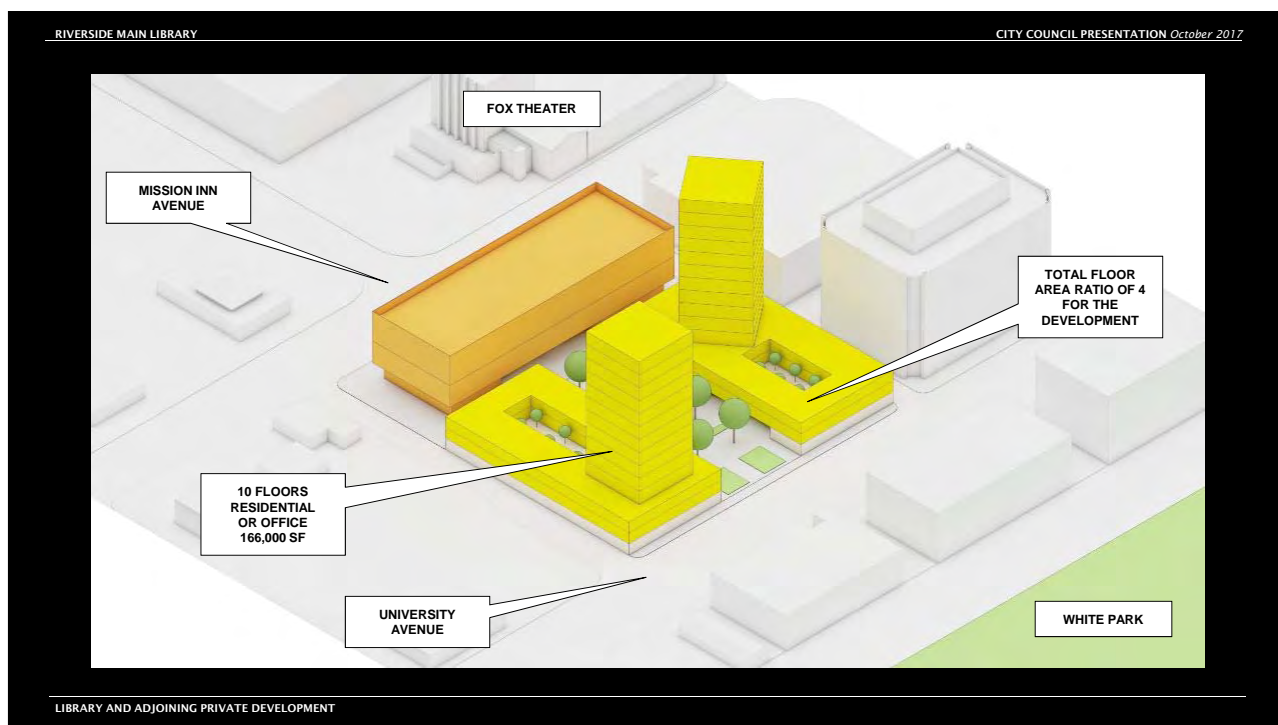 RIVERSIDE MAIN LIBRARY
CITY COUNCIL PRESENTATION October 2017
FOX THEATER
MISSION INN
AVENUE
TOTAL FLOOR
AREA RATIO OF 4
FOR THE
DEVELOPMENT
10 FLOORS
RESIDENTIAL
OR OFFICE
166,000 SF
UNIVERSITY
AVENUE
WHITE PARK
LIBRARY AND ADJOINING PRIVATE DEVELOPMENT